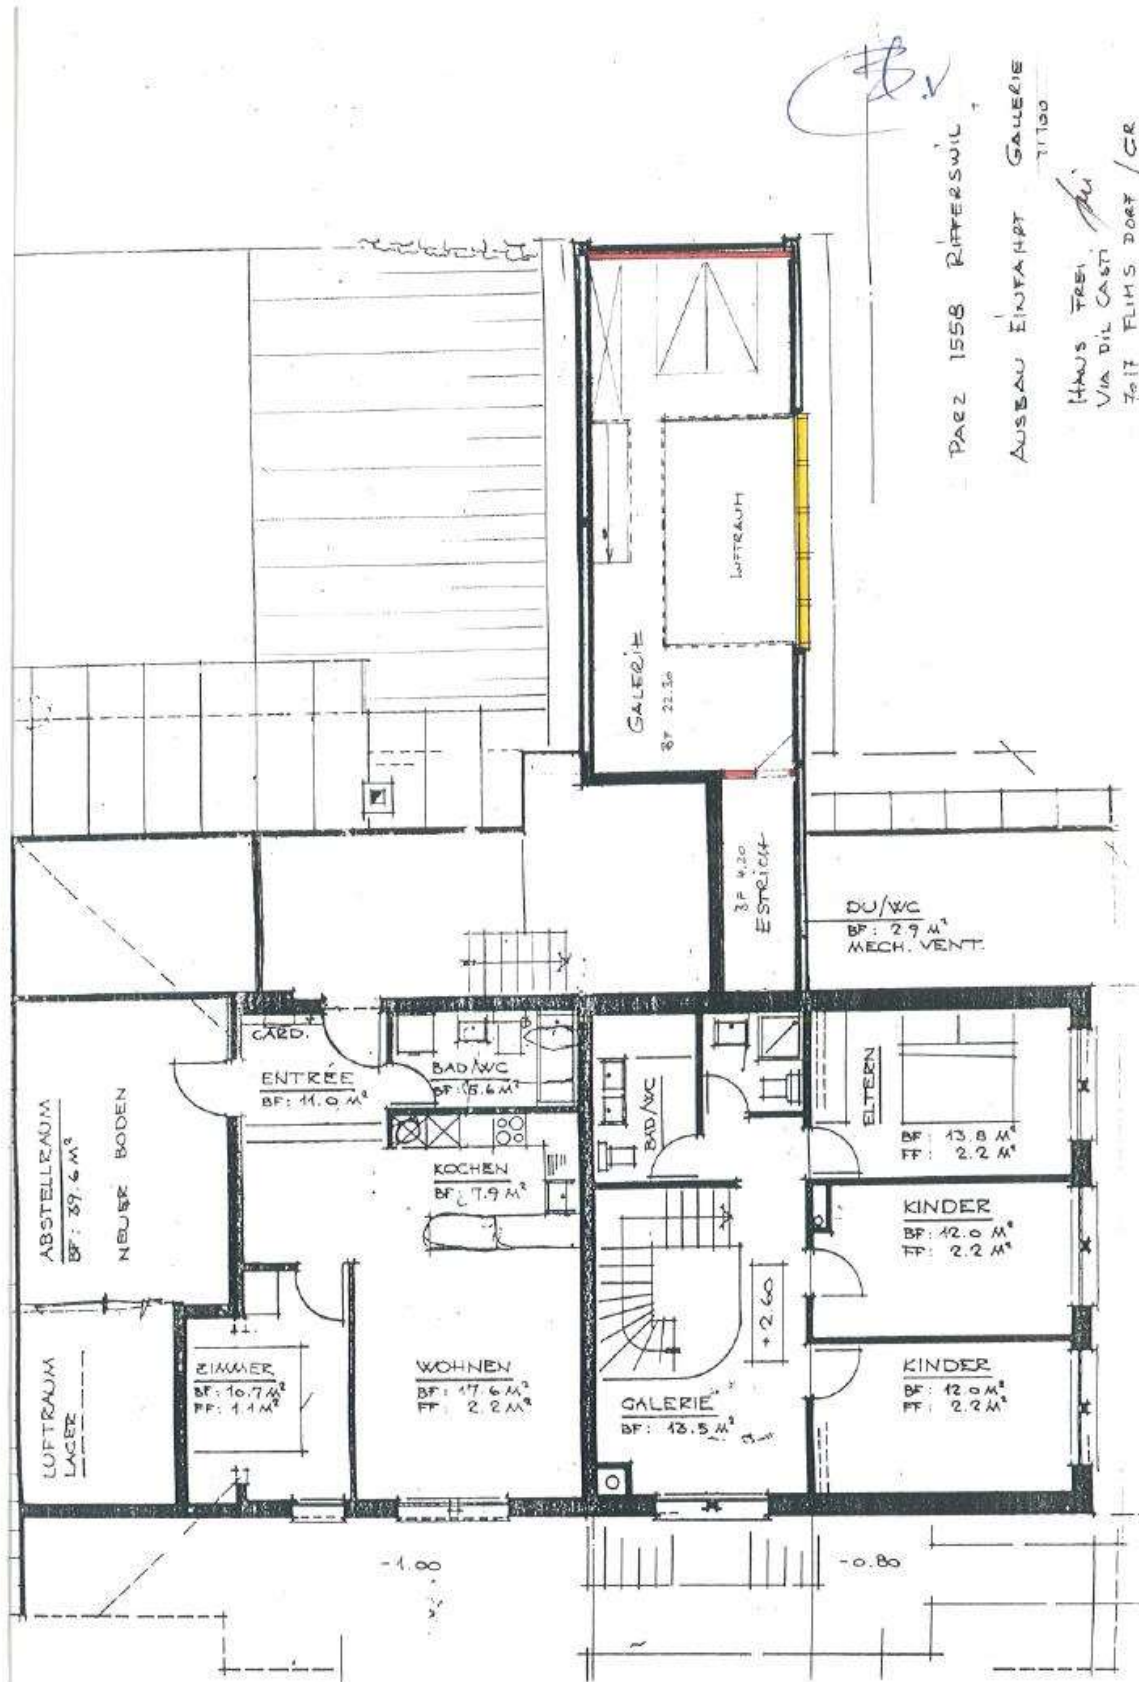 PARZ 1558 RIFFERSWIL
AUSBAU EINFAHRT GALLERIE
HANS FREI
VIA DIL CASTI
7017 FLIMS DORF / GR
LUFTRAUM
GALERIE
BF 22.30
BF 4.20
ESTRICH
DU/WC
BF: 2.9 M²
MECH. VENT.
GARD.
ENTRÉE
BF: 11.0 M²
BAD/WC
BF: 5.6 M²
KOCHEN
BF: 7.9 M²
ABSTELLRAUM
BF: 39.6 M²
NEUER BODEN
BAD/WC
ELTERN
BF: 13.8 M²
FF: 2.2 M²
KINDER
BF: 12.0 M²
FF: 2.2 M²
+2.60
LUFTRAUM
LAGER
ZIMMER
BF: 10.7 M²
FF: 1.1 M²
WOHNEN
BF: 17.6 M²
FF: 2.2 M²
GALERIE
BF: 13.5 M²
KINDER
BF: 12.0 M²
FF: 2.2 M²
-1.00
-0.80